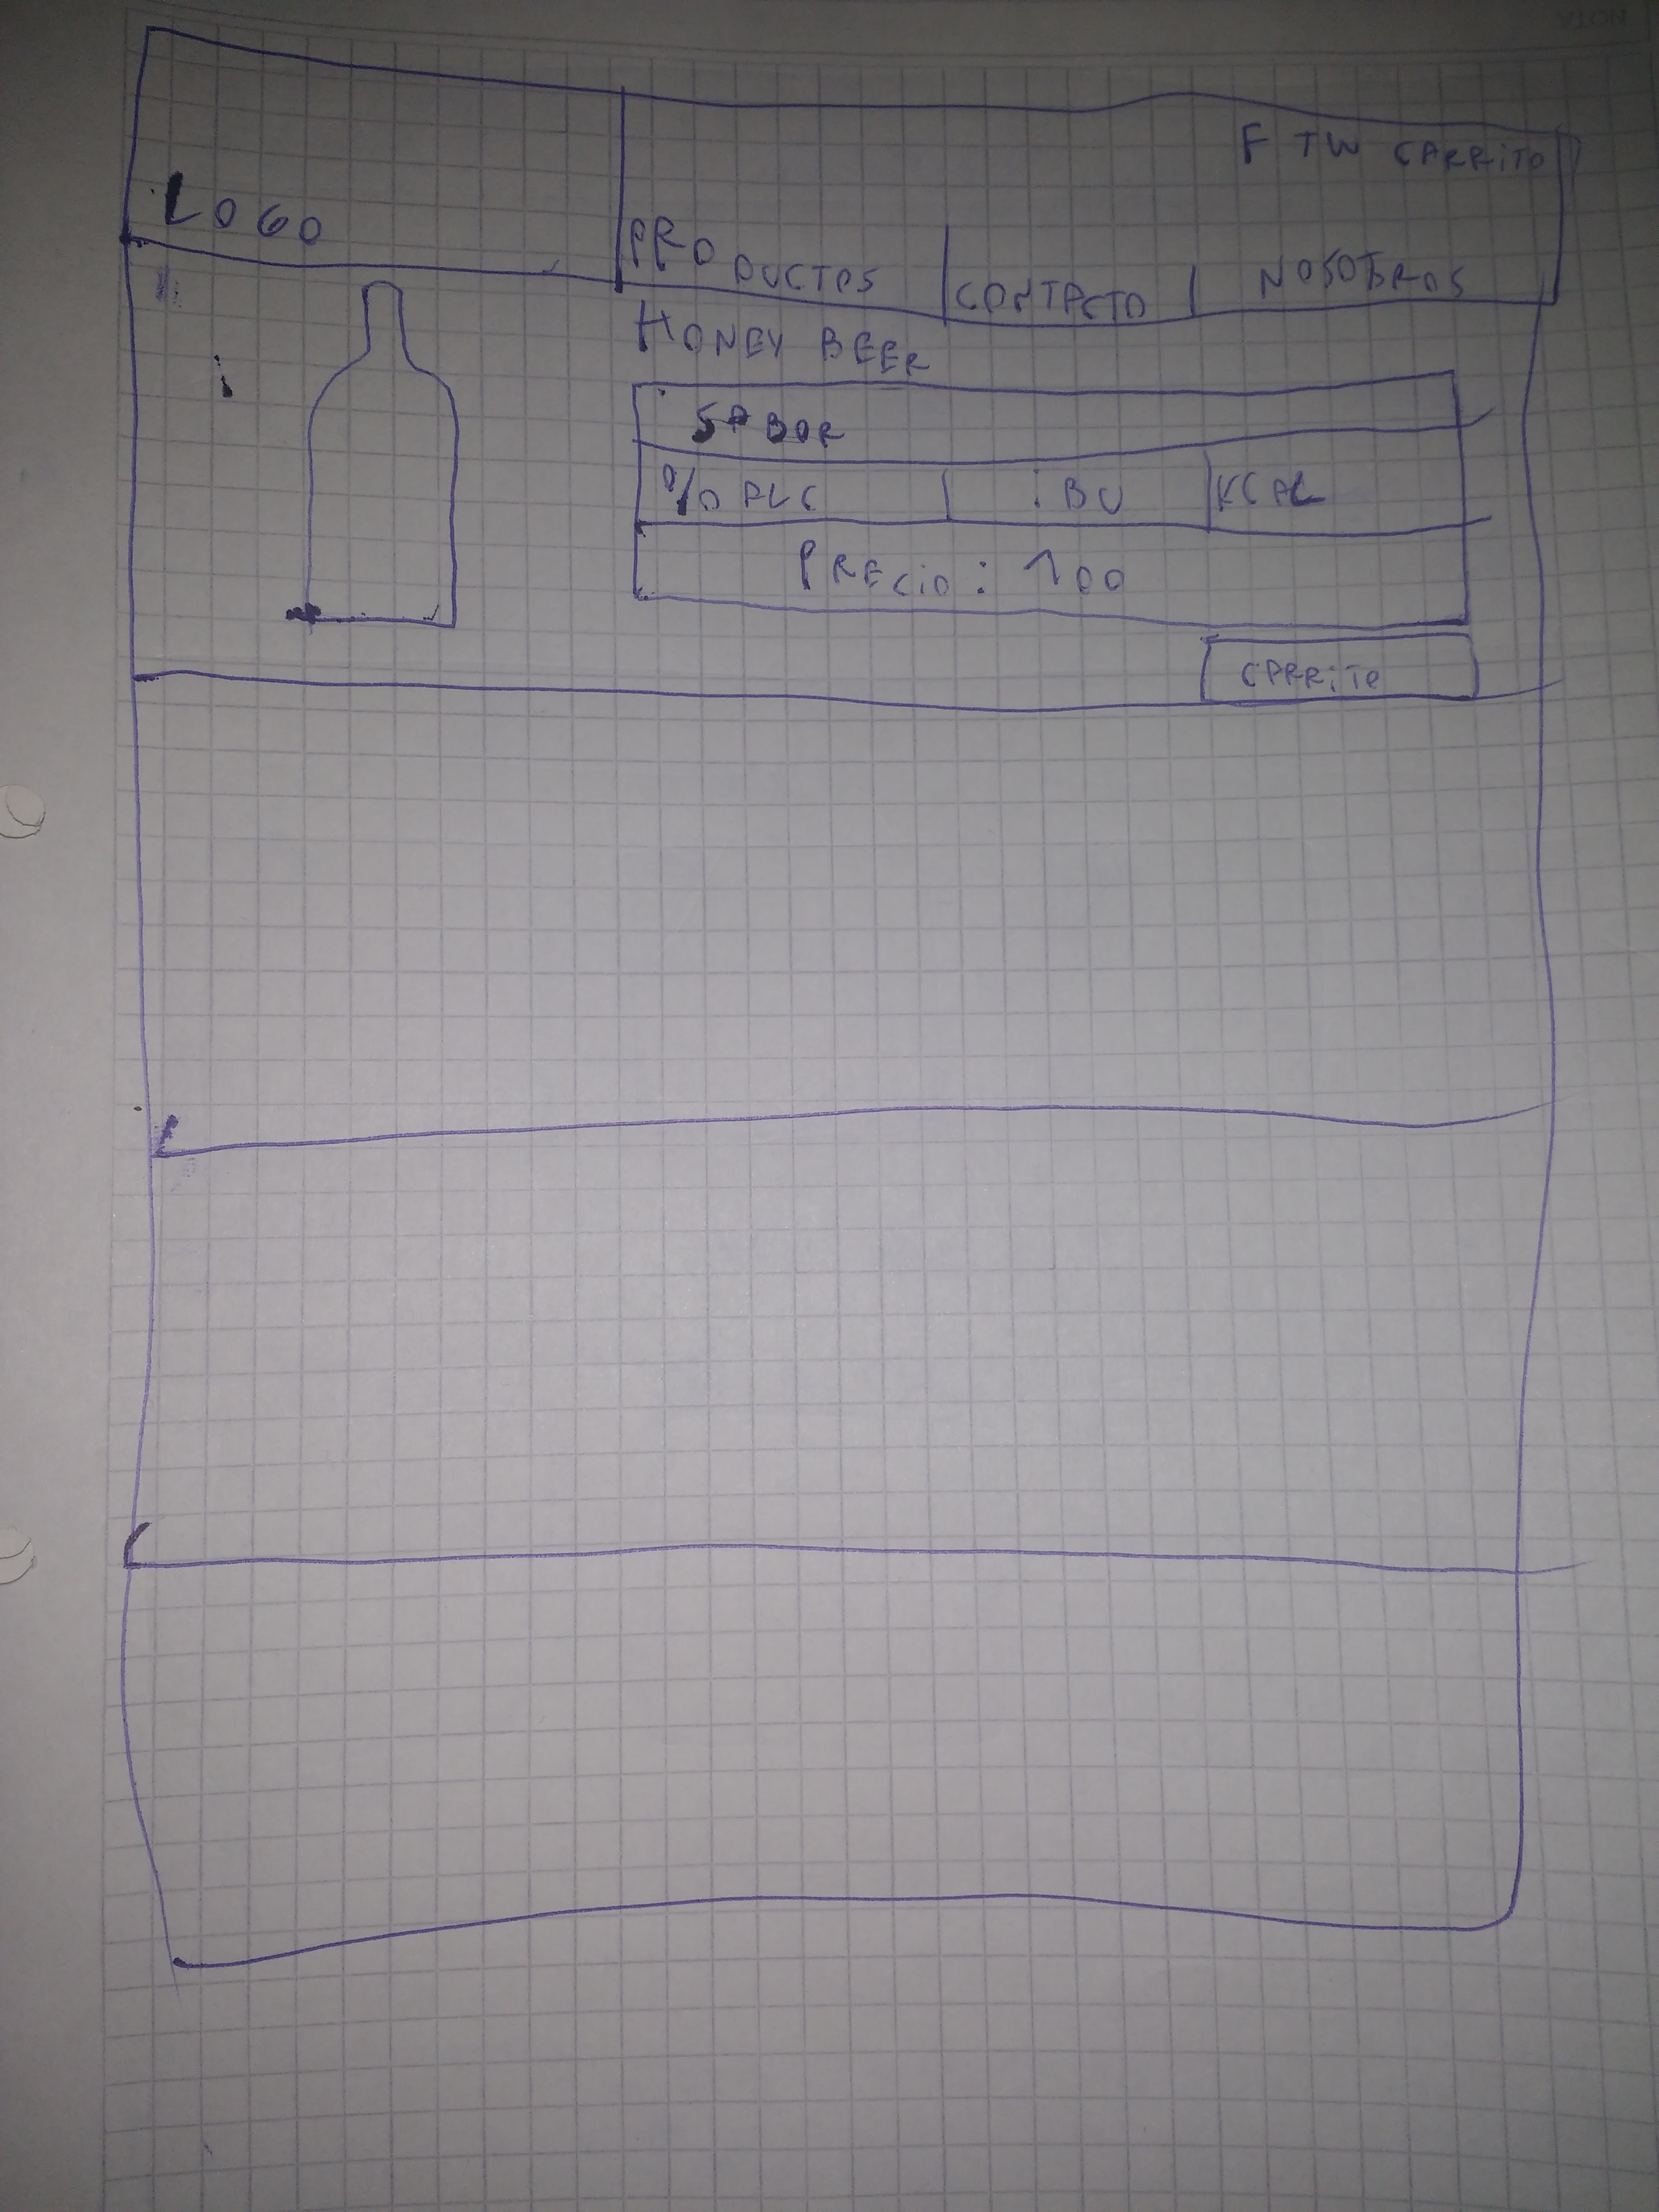 NOTA
F TW CARRITO
LOGO
PRODUCTOS CONTACTO NOSOTROS
HONEY BEER
SABOR
% ALC iBU KCAL
PRECiO: 100
CARRiTO